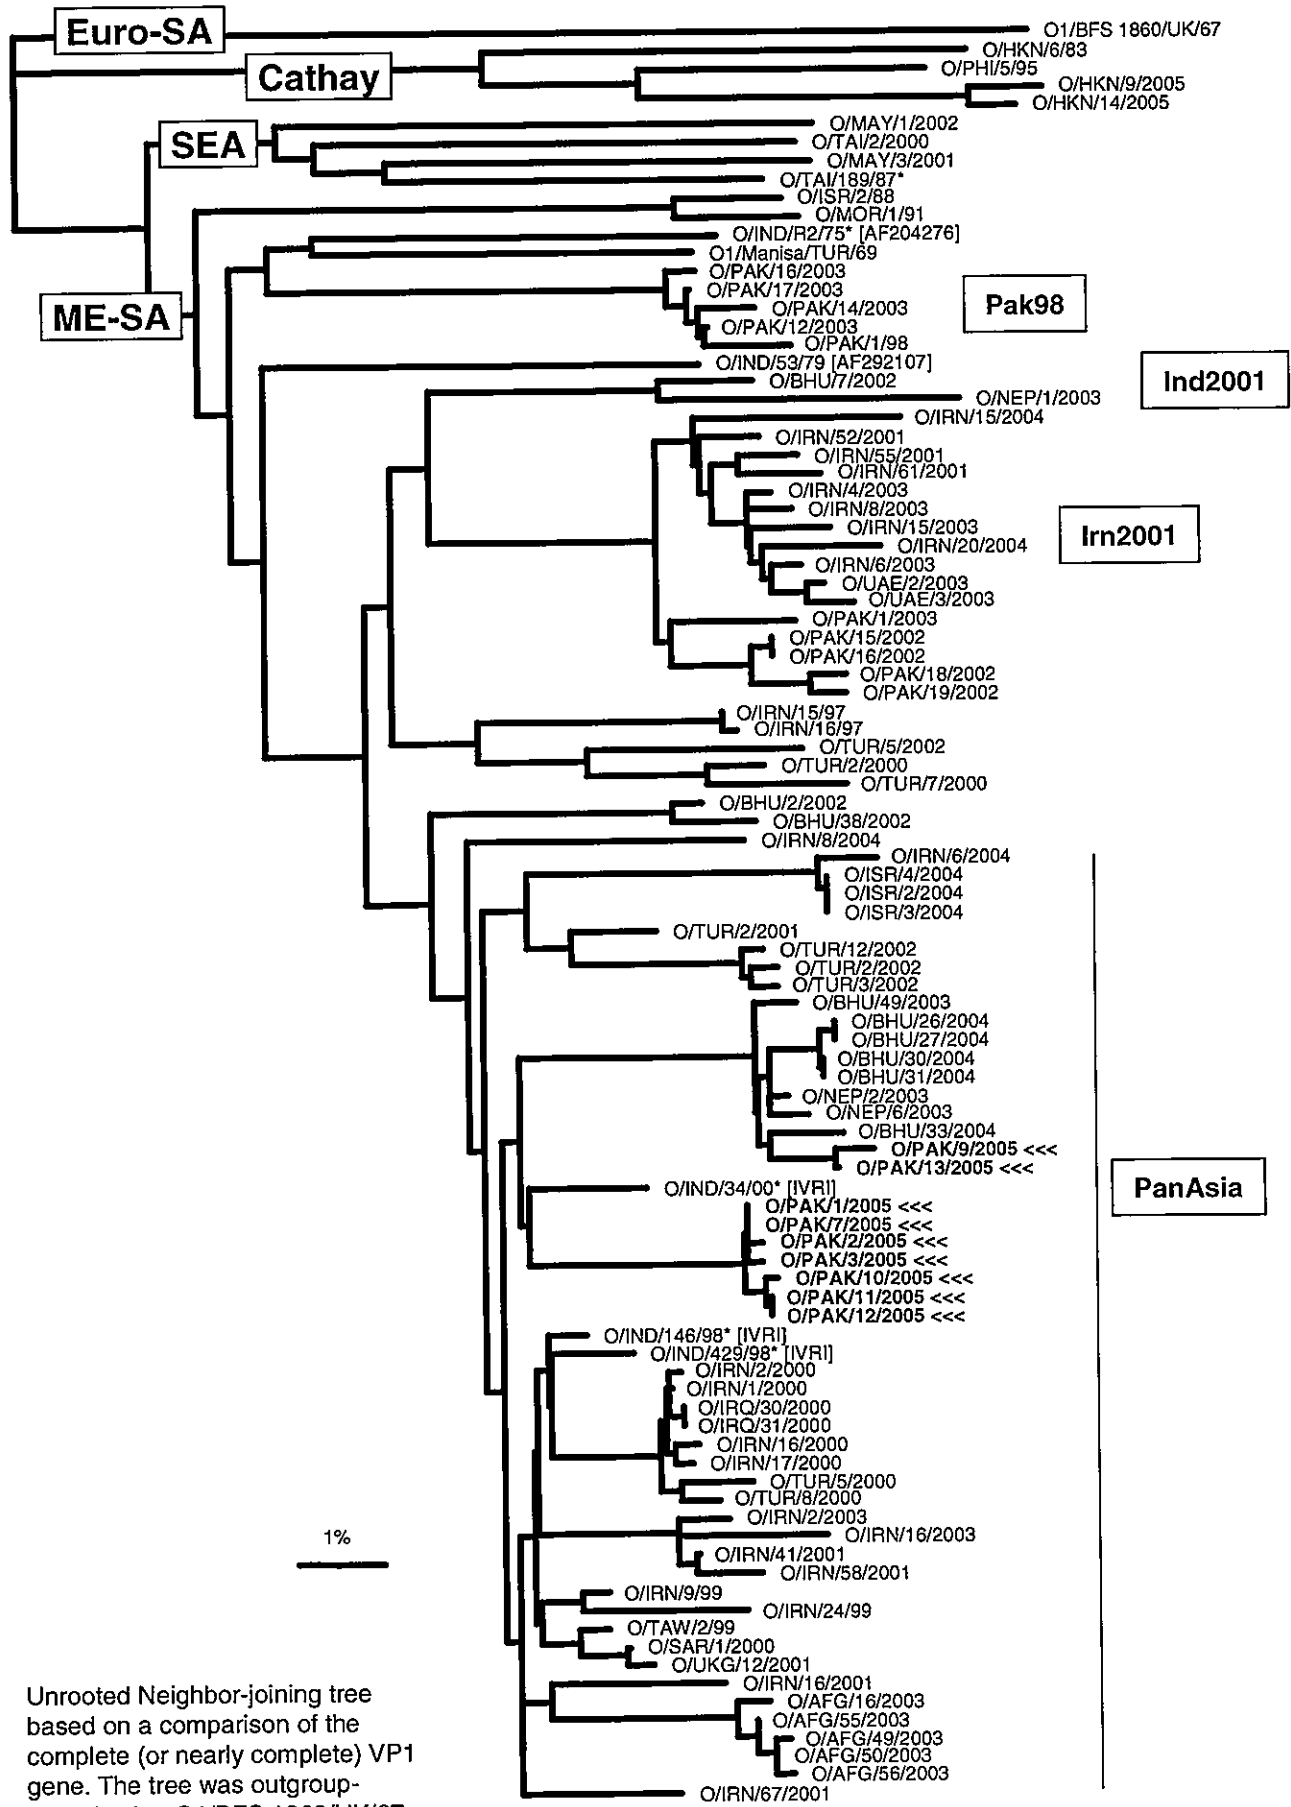 Euro-SA
O1/BFS 1860/UK/67
O/HKN/6/83
Cathay
O/PHI/5/95
O/HKN/9/2005
O/HKN/14/2005
SEA
O/MAY/1/2002
O/TAI/2/2000
O/MAY/3/2001
O/TAI/189/87*
O/ISR/2/88
O/MOR/1/91
O/IND/R2/75* [AF204276]
O1/Manisa/TUR/69
O/PAK/16/2003
O/PAK/17/2003
O/PAK/14/2003
O/PAK/12/2003
O/PAK/1/98
Pak98
ME-SA
O/IND/53/79 [AF292107]
O/BHU/7/2002
O/NEP/1/2003
Ind2001
O/IRN/15/2004
O/IRN/52/2001
O/IRN/55/2001
O/IRN/61/2001
O/IRN/4/2003
O/IRN/8/2003
O/IRN/15/2003
O/IRN/20/2004
O/IRN/6/2003
O/UAE/2/2003
O/UAE/3/2003
Irn2001
O/PAK/1/2003
O/PAK/15/2002
O/PAK/16/2002
O/PAK/18/2002
O/PAK/19/2002
O/IRN/15/97
O/IRN/16/97
O/TUR/5/2002
O/TUR/2/2000
O/TUR/7/2000
O/BHU/2/2002
O/BHU/38/2002
O/IRN/8/2004
O/IRN/6/2004
O/ISR/4/2004
O/ISR/2/2004
O/ISR/3/2004
O/TUR/2/2001
O/TUR/12/2002
O/TUR/2/2002
O/TUR/3/2002
O/BHU/49/2003
O/BHU/26/2004
O/BHU/27/2004
O/BHU/30/2004
O/BHU/31/2004
O/NEP/2/2003
O/NEP/6/2003
O/BHU/33/2004
O/PAK/9/2005 <<<
O/PAK/13/2005 <<<
PanAsia
O/IND/34/00* [IVRI]
O/PAK/1/2005 <<<
O/PAK/7/2005 <<<
O/PAK/2/2005 <<<
O/PAK/3/2005 <<<
O/PAK/10/2005 <<<
O/PAK/11/2005 <<<
O/PAK/12/2005 <<<
O/IND/146/98* [IVRI]
O/IND/429/98* [IVRI]
O/IRN/2/2000
O/IRN/1/2000
O/IRQ/30/2000
O/IRQ/31/2000
O/IRN/16/2000
O/IRN/17/2000
O/TUR/5/2000
O/TUR/8/2000
O/IRN/2/2003
O/IRN/16/2003
O/IRN/41/2001
O/IRN/58/2001
1%
O/IRN/9/99
O/IRN/24/99
O/TAW/2/99
O/SAR/1/2000
O/UKG/12/2001
O/IRN/16/2001
O/AFG/16/2003
O/AFG/55/2003
O/AFG/49/2003
O/AFG/50/2003
O/AFG/56/2003
O/IRN/67/2001
Unrooted Neighbor-joining tree
based on a comparison of the
complete (or nearly complete) VP1
gene. The tree was outgroup-